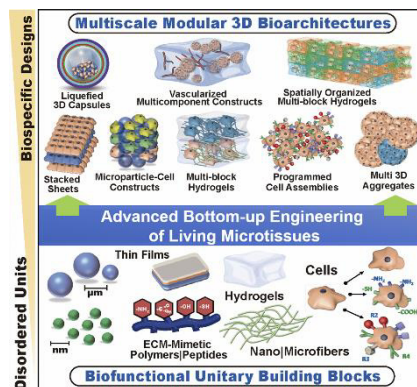 Multiscale Modular 3D Bioarchitectures
Biospecific Designs
Liquefied
3D Capsules
Vascularized
Multicomponent Constructs
Spatially Organized
Multi-block Hydrogels
Stacked
Sheets
Microparticle-Cell
Constructs
Multi-block
Hydrogels
Programmed
Cell Assemblies
Multi 3D
Aggregates
Advanced Bottom-up Engineering
of Living Microtissues
Disordered Units
Thin Films
Hydrogels
Cells
μm
nm
-NH₂
-OH
-SH
ECM-Mimetic
Polymers|Peptides
Nano|Microfibers
-NH₂
-SH
-COOH
R2
R3
R4
Biofunctional Unitary Building Blocks